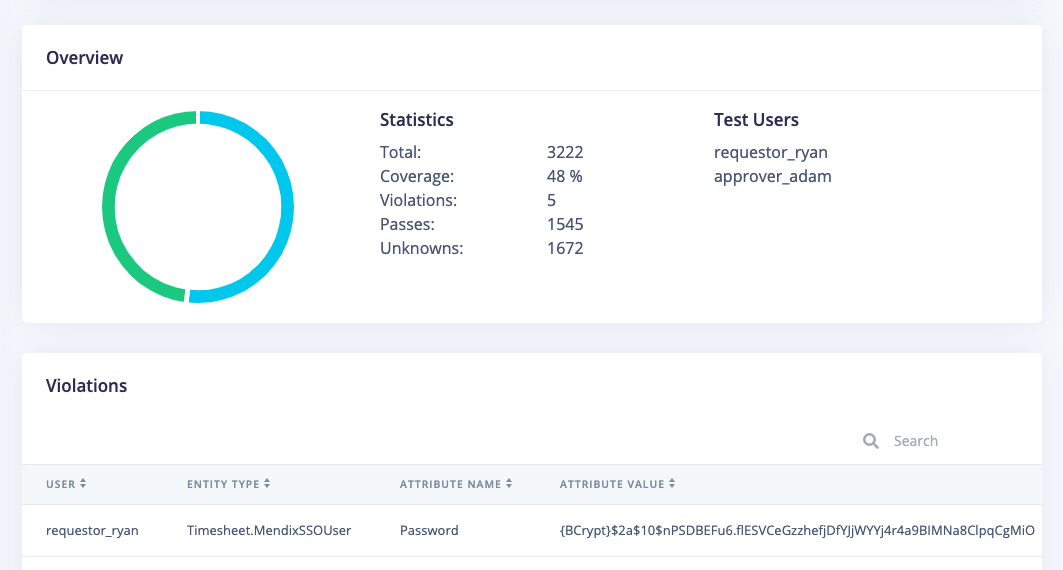 Overview
Statistics
Test Users
Total: 3222
requestor_ryan
Coverage: 48 %
approver_adam
Violations: 5
Passes: 1545
Unknowns: 1672
Violations
Search
USER ENTITY TYPE ATTRIBUTE NAME ATTRIBUTE VALUE
requestor_ryan Timesheet.MendixSSOUser Password {BCrypt}$2a$10$nPSDBEFu6.flESVCeGzzhefjDfYJjWYYj4r4a9BIMNa8ClpqCgMiO